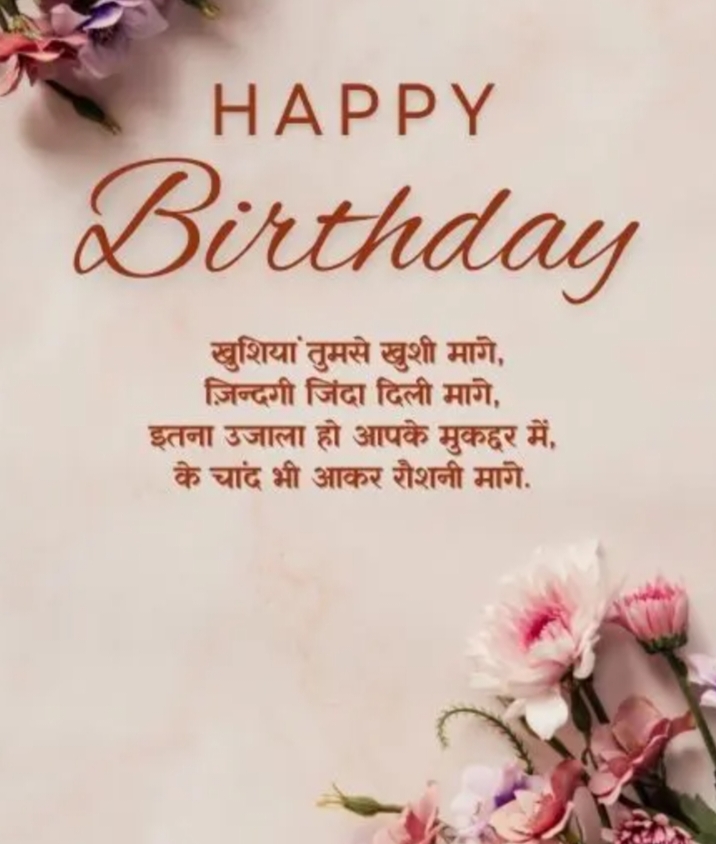 HAPPY
Birthday
खुशियां तुमसे खुशी मागे,
ज़िन्दगी जिंदा दिली मागे,
इतना उजाला हो आपके मुकद्दर में,
के चांद भी आकर रौशनी मागे.